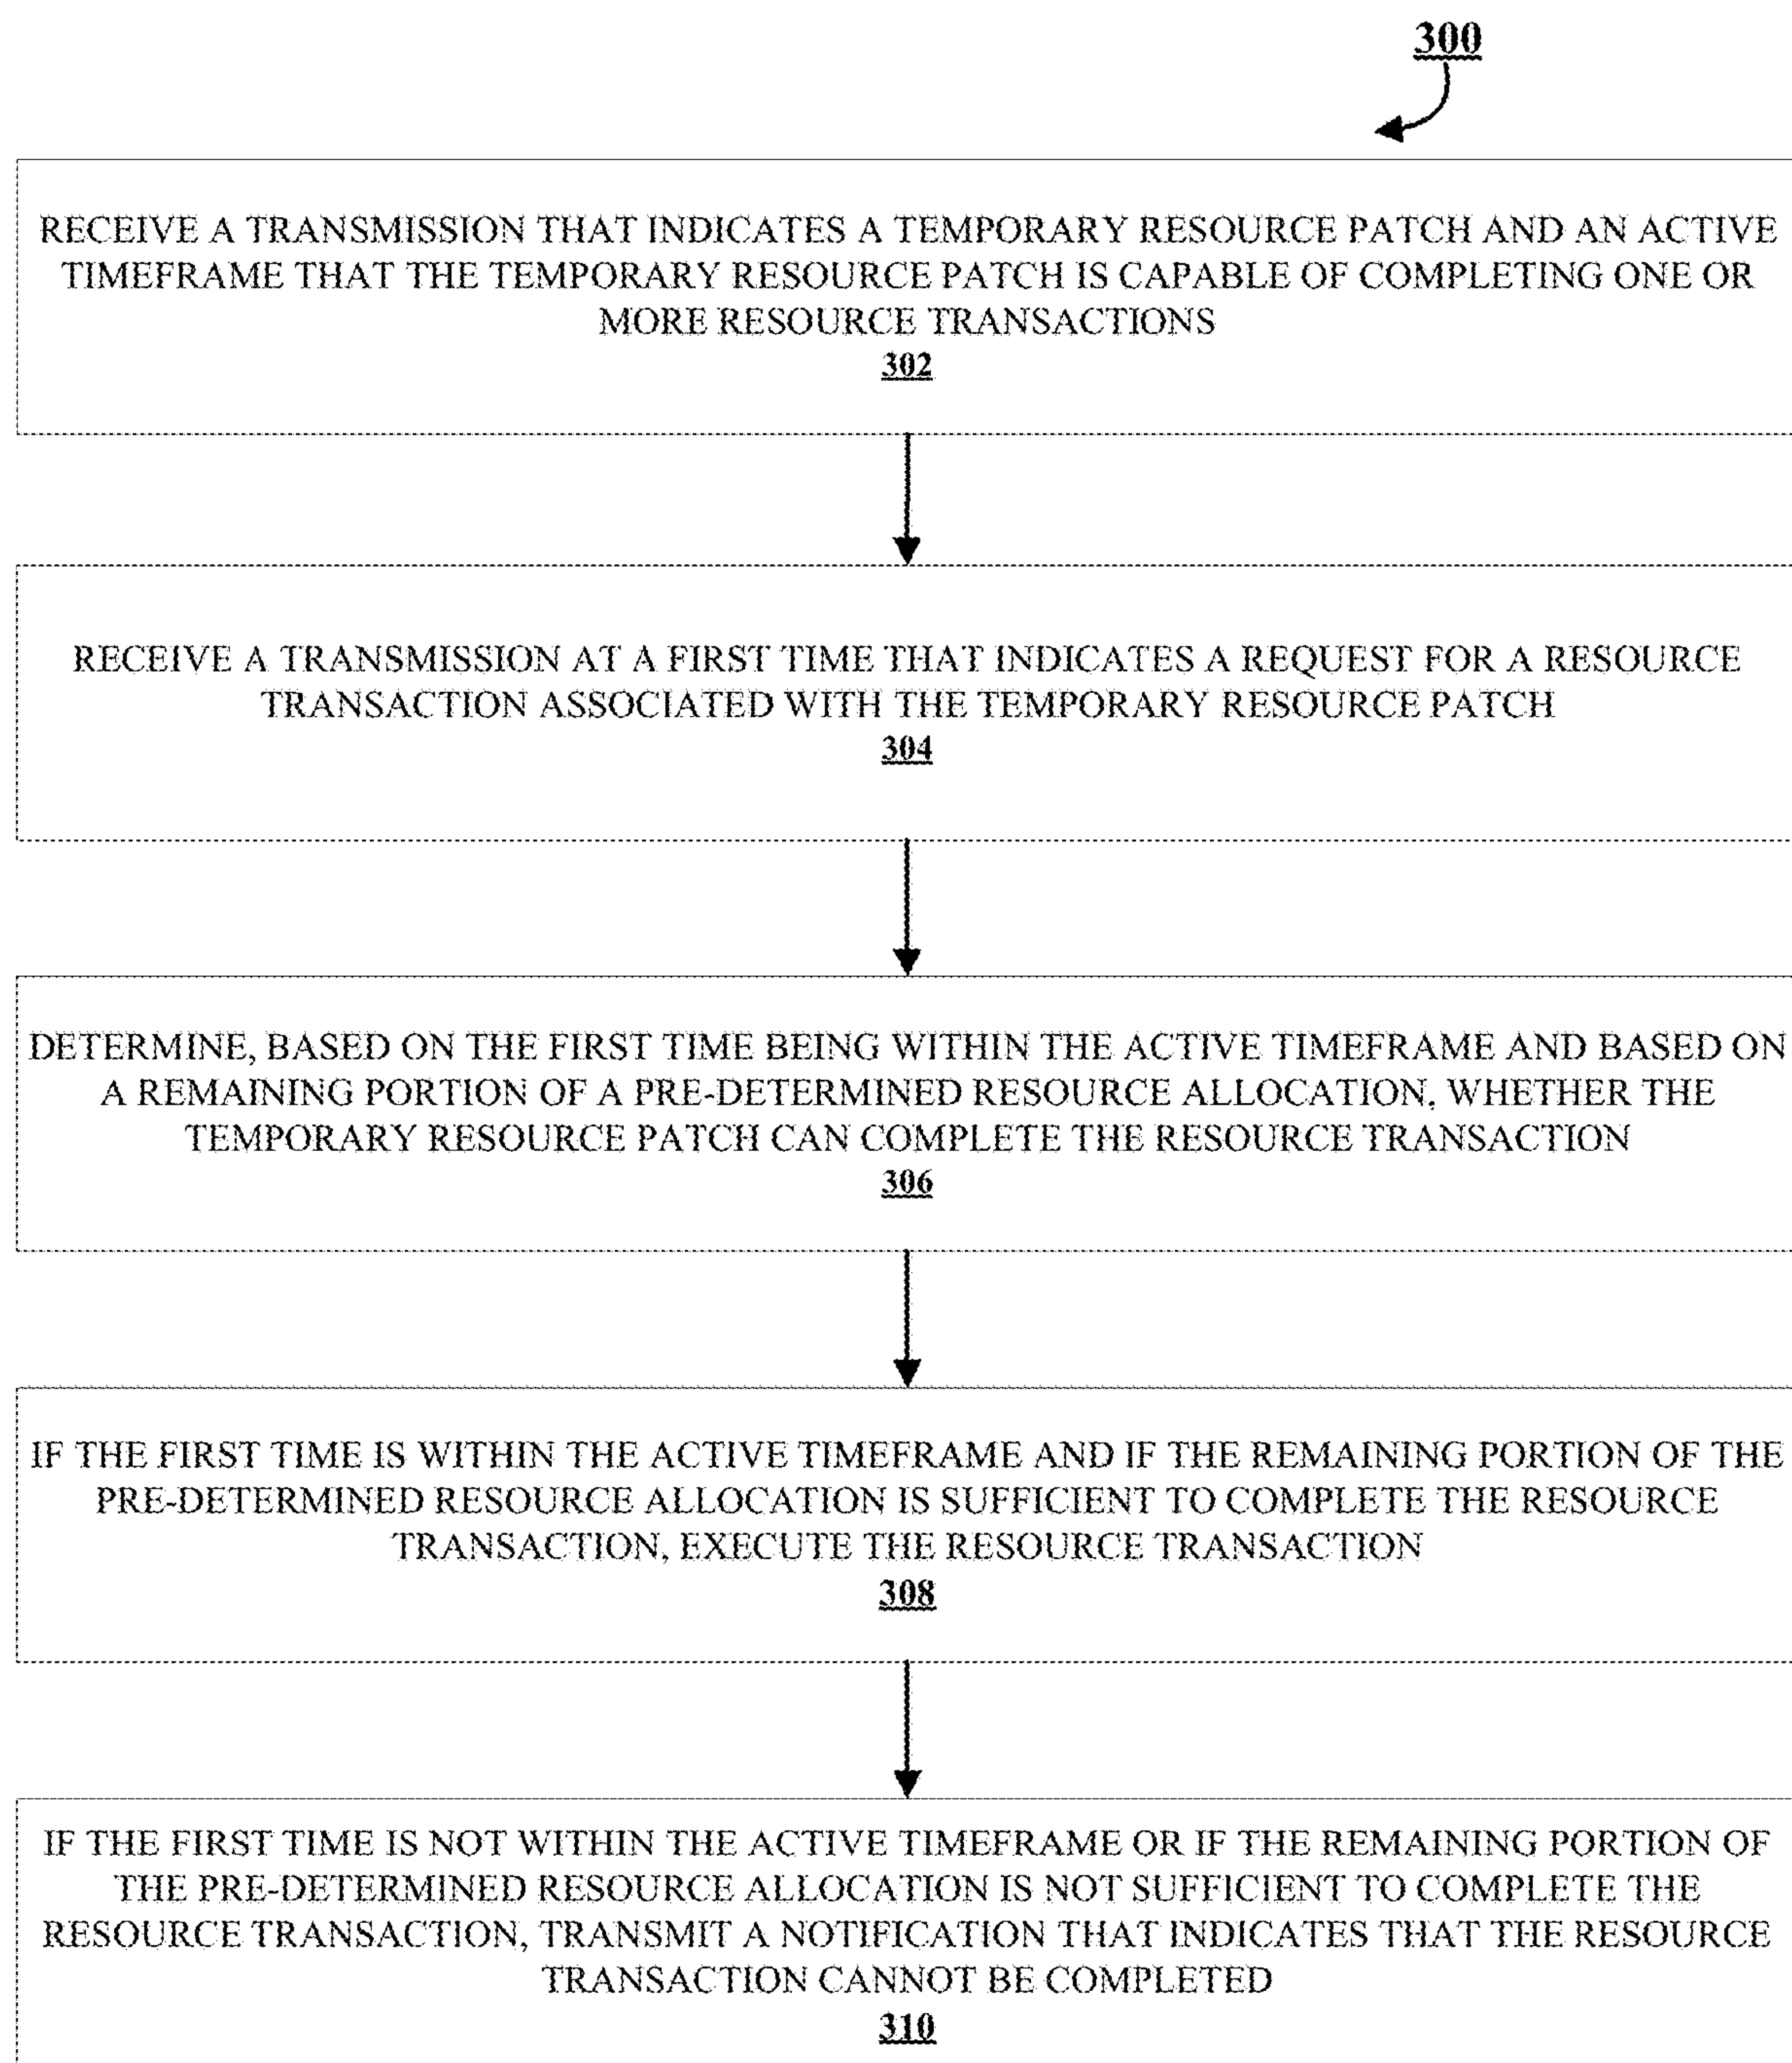 300
RECEIVE A TRANSMISSION THAT INDICATES A TEMPORARY RESOURCE PATCH AND AN ACTIVE
TIMEFRAME THAT THE TEMPORARY RESOURCE PATCH IS CAPABLE OF COMPLETING ONE OR
MORE RESOURCE TRANSACTIONS
302
RECEIVE A TRANSMISSION AT A FIRST TIME THAT INDICATES A REQUEST FOR A RESOURCE
TRANSACTION ASSOCIATED WITH THE TEMPORARY RESOURCE PATCH
304
DETERMINE, BASED ON THE FIRST TIME BEING WITHIN THE ACTIVE TIMEFRAME AND BASED ON
A REMAINING PORTION OF A PRE-DETERMINED RESOURCE ALLOCATION, WHETHER THE
TEMPORARY RESOURCE PATCH CAN COMPLETE THE RESOURCE TRANSACTION
306
IF THE FIRST TIME IS WITHIN THE ACTIVE TIMEFRAME AND IF THE REMAINING PORTION OF THE
PRE-DETERMINED RESOURCE ALLOCATION IS SUFFICIENT TO COMPLETE THE RESOURCE
TRANSACTION, EXECUTE THE RESOURCE TRANSACTION
308
IF THE FIRST TIME IS NOT WITHIN THE ACTIVE TIMEFRAME OR IF THE REMAINING PORTION OF
THE PRE-DETERMINED RESOURCE ALLOCATION IS NOT SUFFICIENT TO COMPLETE THE
RESOURCE TRANSACTION, TRANSMIT A NOTIFICATION THAT INDICATES THAT THE RESOURCE
TRANSACTION CANNOT BE COMPLETED
310